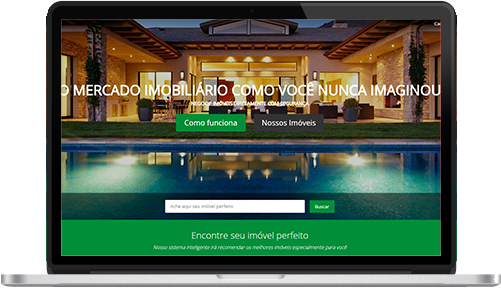 Ca
O MERCADO IMOBILIÁRIO COMO VOCÊ NUNCA IMAGINOU
NEGOCIE IMÓVEIS DIRETAMENTE COM SEGURANÇA
Como funciona
Nossos Imóveis
Ache aqui seu imóvel perfeito
Buscar
Encontre seu imóvel perfeito
Nosso sistema inteligente irá recomendar os melhores imóveis especialmente para você